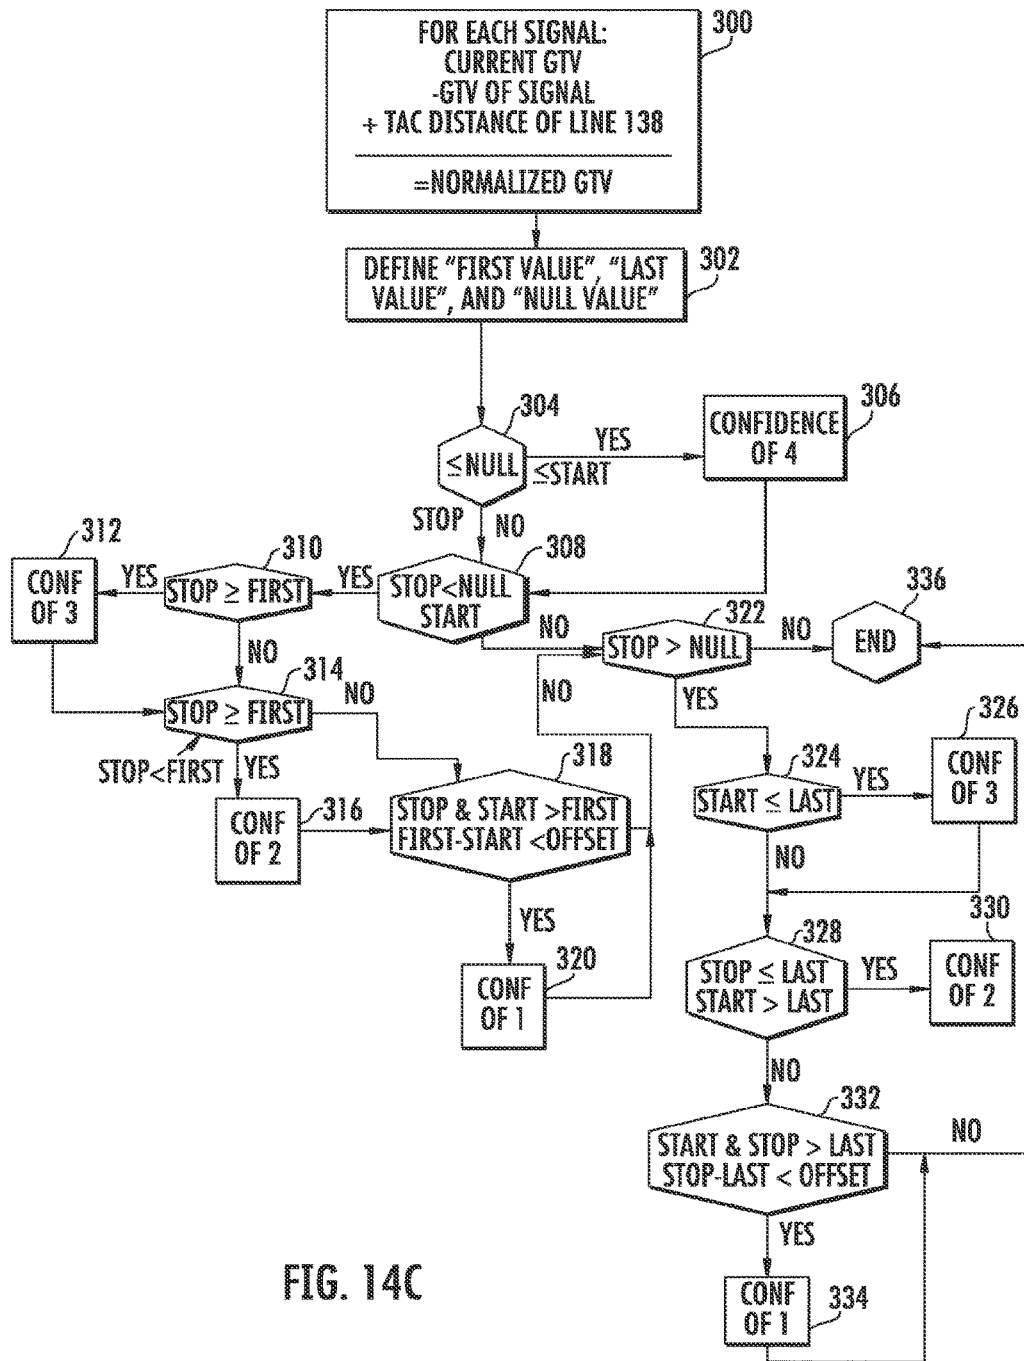 FOR EACH SIGNAL:
CURRENT GTV
-GTV OF SIGNAL
+ TAC DISTANCE OF LINE 138
=NORMALIZED GTV
300
DEFINE "FIRST VALUE", "LAST
VALUE", AND "NULL VALUE"
302
304
≤NULL
YES
≤START
CONFIDENCE
OF 4
306
STOP
NO
308
STOP<NULL
START
YES
310
STOP ≥ FIRST
YES
312
CONF
OF 3
NO
322
STOP > NULL
NO
336
END
NO
314
STOP ≥ FIRST
NO
STOP<FIRST
YES
316
CONF
OF 2
318
STOP & START >FIRST
FIRST-START <OFFSET
NO
YES
320
CONF
OF 1
YES
324
START ≤ LAST
YES
326
CONF
OF 3
NO
328
STOP ≤ LAST
START > LAST
YES
330
CONF
OF 2
NO
332
START & STOP > LAST
STOP-LAST < OFFSET
NO
YES
CONF
OF 1
334
FIG. 14C